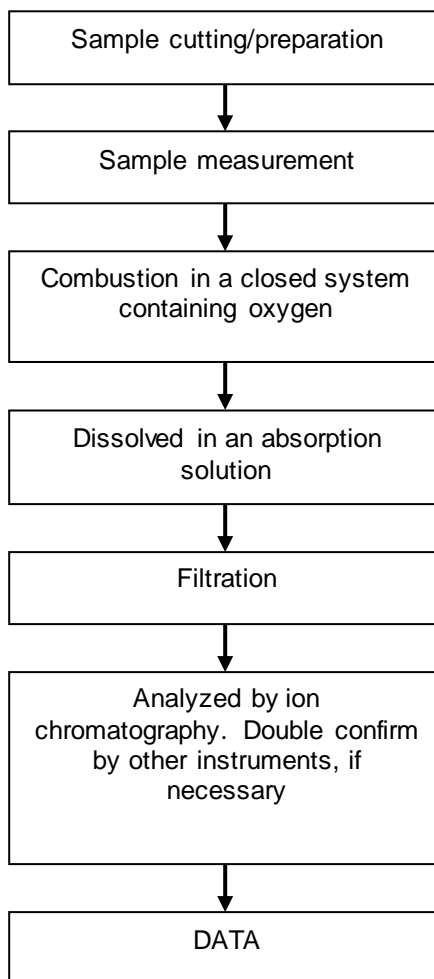 Sample cutting/preparation
Sample measurement
Combustion in a closed system
containing oxygen
Dissolved in an absorption
solution
Filtration
Analyzed by ion
chromatography. Double confirm
by other instruments, if
necessary
DATA